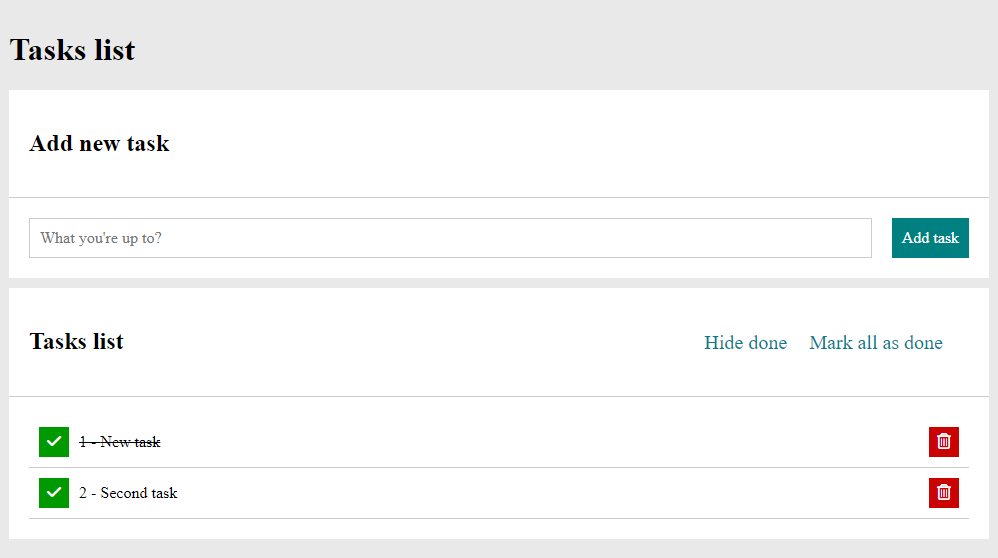 Tasks list
Add new task
What you're up to?
Add task
Tasks list
Hide done
Mark all as done
1 - New task
2 - Second task